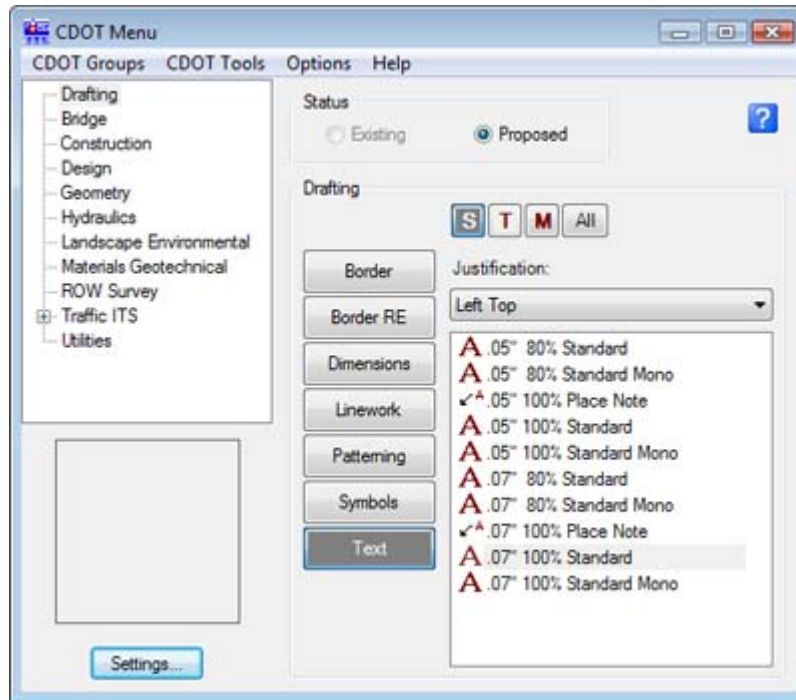 CDOT Menu
CDOT Groups CDOT Tools Options Help
Drafting
Bridge
Construction
Design
Geometry
Hydraulics
Landscape Environmental
Materials Geotechnical
ROW Survey
Traffic ITS
Utilities
Settings...
Status
Existing Proposed
?
Drafting
S T M All
Border
Border RE
Dimensions
Linework
Patterning
Symbols
Text
Justification:
Left Top
A .05" 80% Standard
A .05" 80% Standard Mono
A .05" 100% Place Note
A .05" 100% Standard
A .05" 100% Standard Mono
A .07" 80% Standard
A .07" 80% Standard Mono
A .07" 100% Place Note
A .07" 100% Standard
A .07" 100% Standard Mono